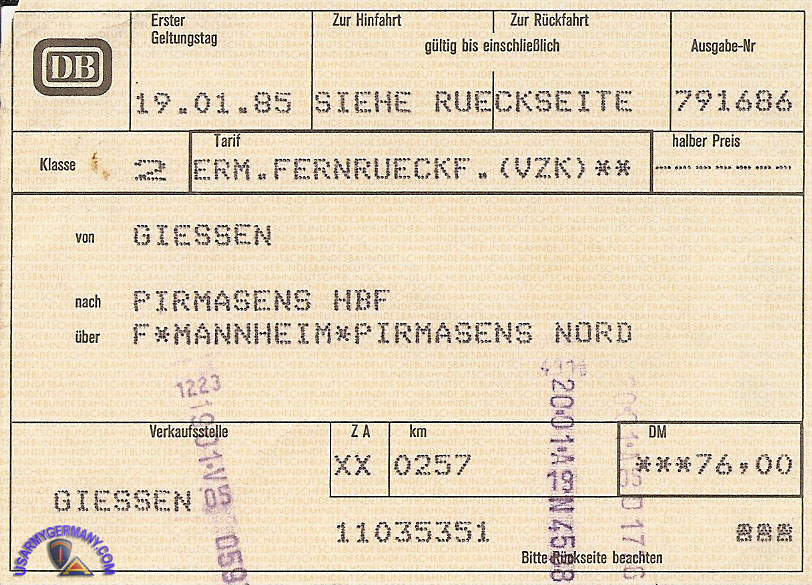 Erster Geltungstag
Zur Hinfahrt
Zur Rückfahrt
gültig bis einschließlich
Ausgabe-Nr
DB
19.01.85 SIEHE RUECKSEITE 791686
Klasse 2
Tarif
ERM.FERNRUECKF.(VZK)**
halber Preis
von GIESSEN
nach PIRMASENS HBF
über F*MANNHEIM*PIRMASENS NORD
1223
Verkaufsstelle
GIESSEN
ZA
XX
km
0257
DM
***76,00
11035351
Bitte Rückseite beachten
USARMYGERMANY.COM